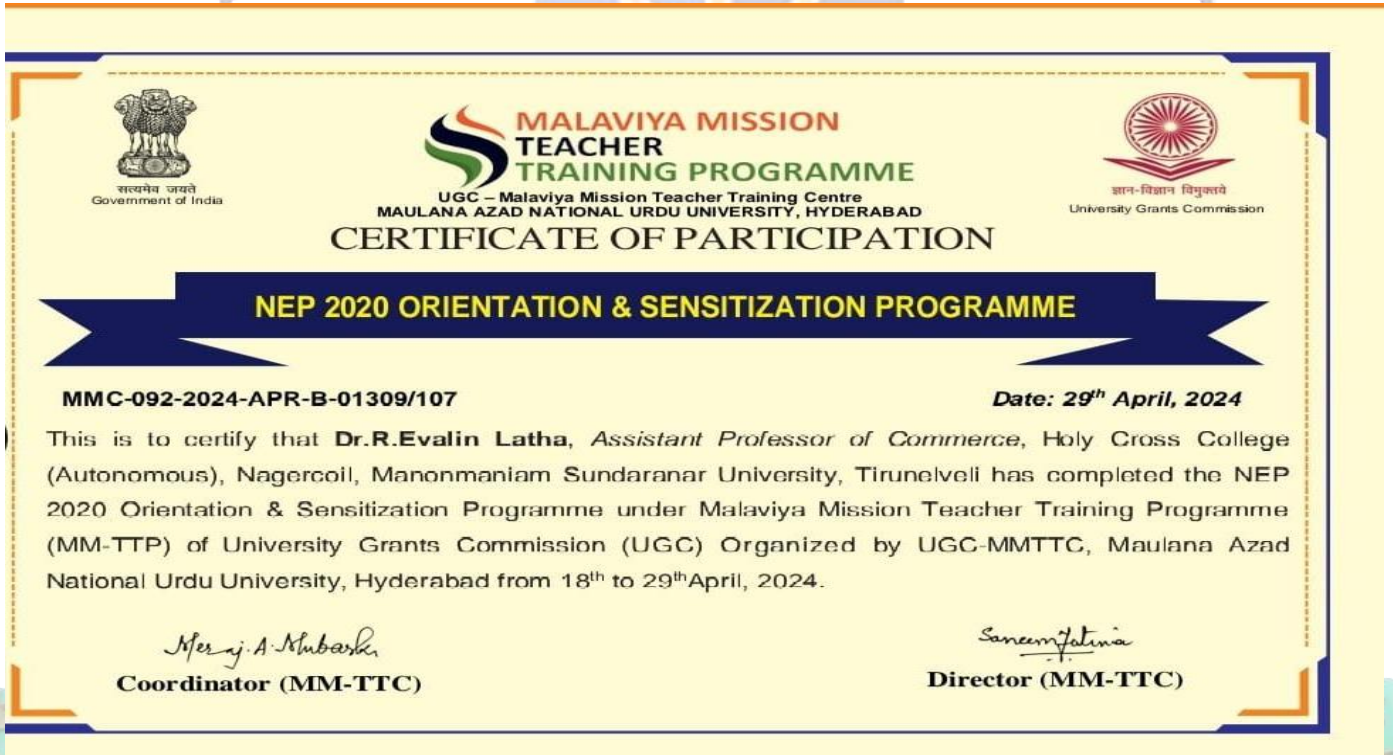 सत्यमेव जयते
Government of India
MALAVIYA MISSION
TEACHER
TRAINING PROGRAMME
UGC – Malaviya Mission Teacher Training Centre
MAULANA AZAD NATIONAL URDU UNIVERSITY, HYDERABAD
ज्ञान-विज्ञान विमुक्तये
University Grants Commission
CERTIFICATE OF PARTICIPATION
NEP 2020 ORIENTATION & SENSITIZATION PROGRAMME
MMC-092-2024-APR-B-01309/107 Date: 29th April, 2024
This is to certify that Dr.R.Evalin Latha, Assistant Professor of Commerce, Holy Cross College
(Autonomous), Nagercoil, Manonmaniam Sundaranar University, Tirunelveli has completed the NEP
2020 Orientation & Sensitization Programme under Malaviya Mission Teacher Training Programme
(MM-TTP) of University Grants Commission (UGC) Organized by UGC-MMTTC, Maulana Azad
National Urdu University, Hyderabad from 18th to 29thApril, 2024.
Meraj. A. Saneem Fatima
Coordinator (MM-TTC) Director (MM-TTC)